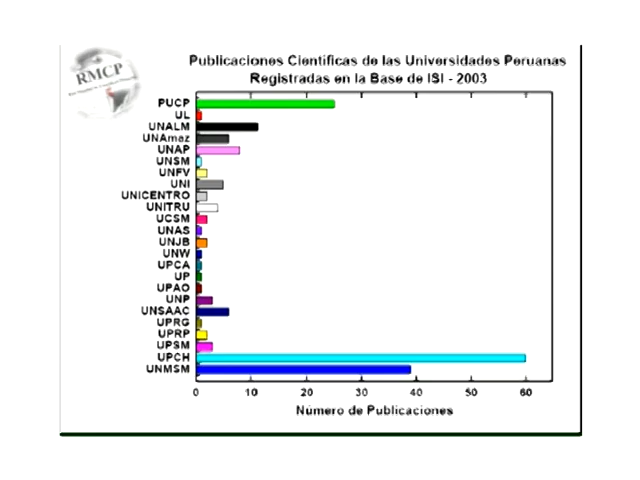 RMCP
Publicaciones Científicas de las Universidades Peruanas
Registradas en la Base de ISI - 2003
PUCP
UL
UNALM
UNAmaz
UNAP
UNSM
UNFV
UNI
UNICENTRO
UNITRU
UCSM
UNAS
UNJB
UNW
UPCA
UP
UPAO
UNP
UNSAAC
UPRG
UPRP
UPSM
UPCH
UNMSM
0 10 20 30 40 50 60
Número de Publicaciones